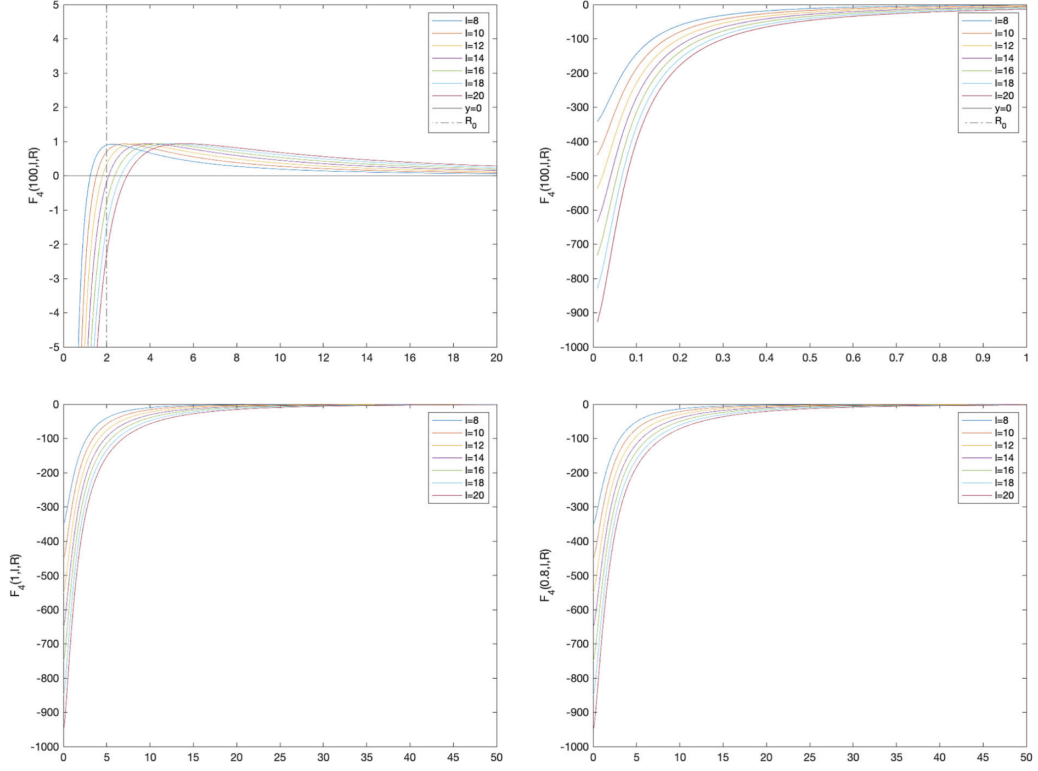 5
4
3
2
1
0
-1
-2
-3
-4
-5
F4(100,l,R)
0 2 4 6 8 10 12 14 16 18 20
l=8
l=10
l=12
l=14
l=16
l=18
l=20
y=0
R0
0
-100
-200
-300
-400
-500
-600
-700
-800
-900
-1000
F4(100,l,R)
0 0.1 0.2 0.3 0.4 0.5 0.6 0.7 0.8 0.9 1
l=8
l=10
l=12
l=14
l=16
l=18
l=20
y=0
R0
0
-100
-200
-300
-400
-500
-600
-700
-800
-900
-1000
F4(1,l,R)
0 5 10 15 20 25 30 35 40 45 50
l=8
l=10
l=12
l=14
l=16
l=18
l=20
0
-100
-200
-300
-400
-500
-600
-700
-800
-900
-1000
F4(0.8,l,R)
0 5 10 15 20 25 30 35 40 45 50
l=8
l=10
l=12
l=14
l=16
l=18
l=20